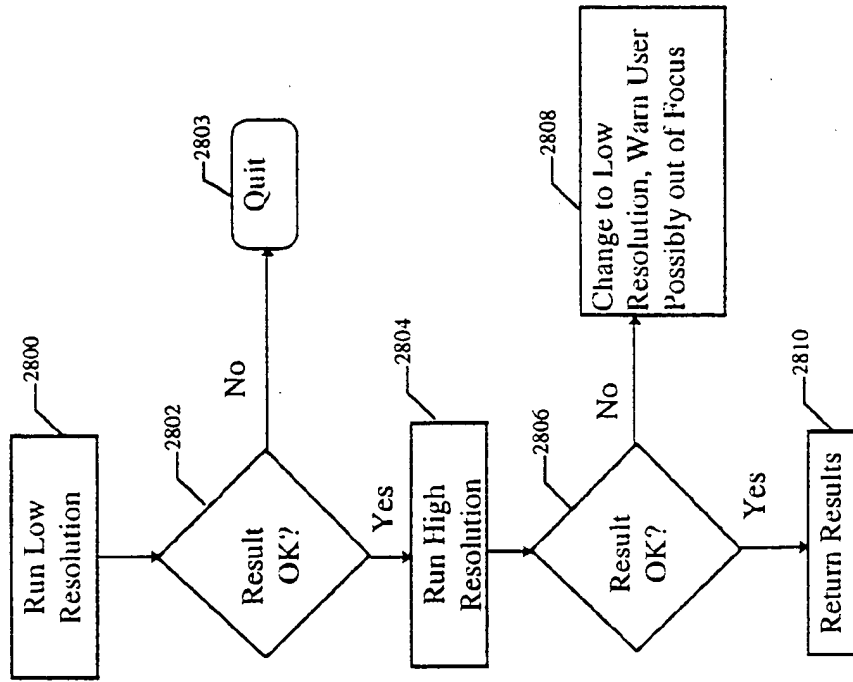 Run Low
Resolution
2800
Result
OK?
2802
No
Quit
2803
Yes
Run High
Resolution
2804
Result
OK?
2806
No
Change to Low
Resolution, Warn User
Possibly out of Focus
2808
Yes
Return Results
2810